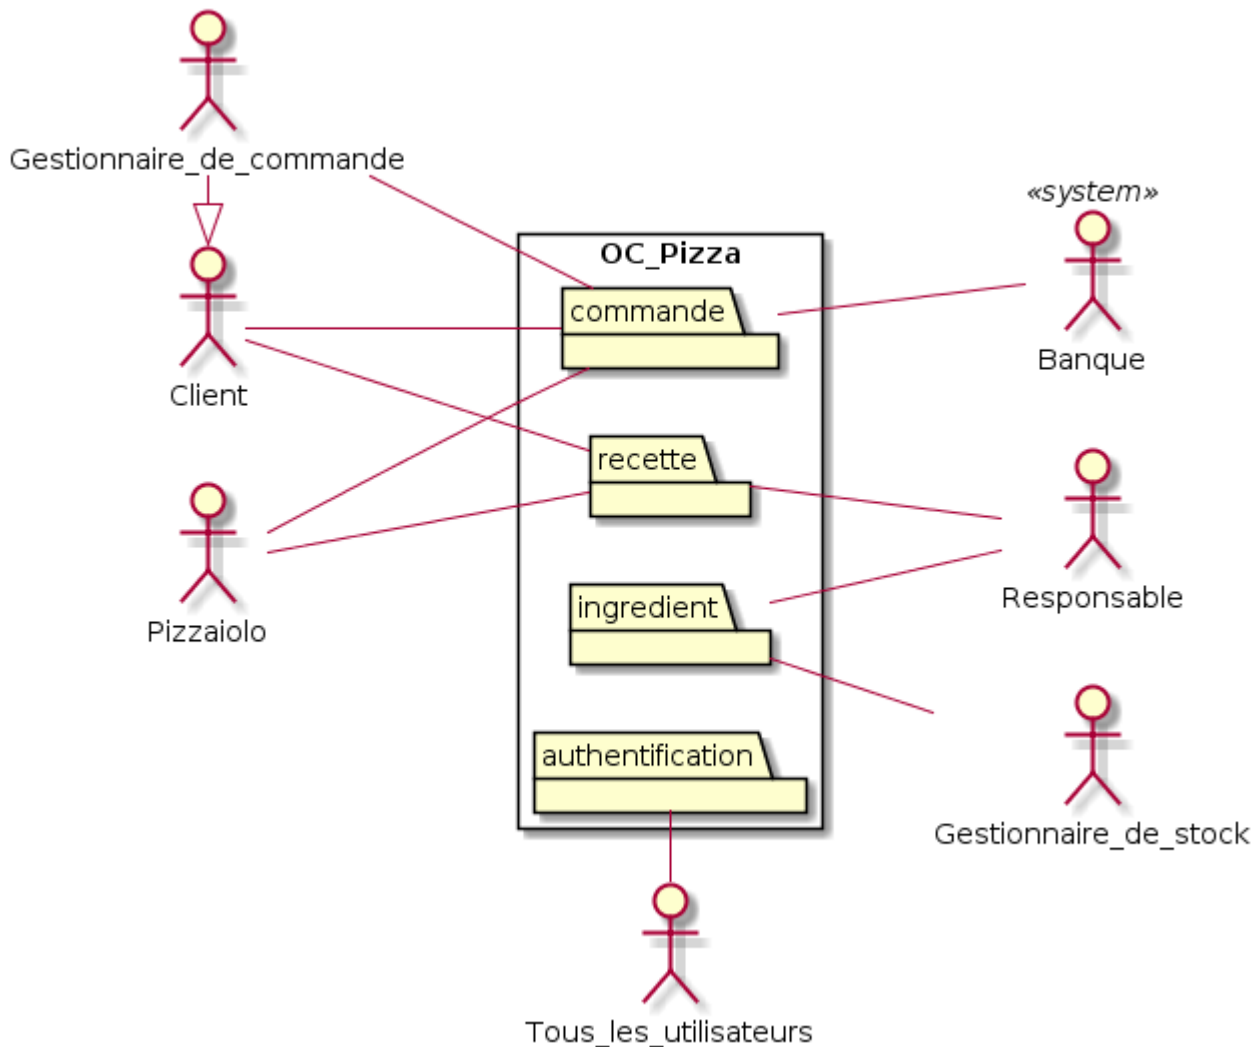 Gestionnaire_de_commande
«system»
OC_Pizza
commande
Banque
Client
recette
Responsable
ingredient
Pizzaiolo
authentification
Gestionnaire_de_stock
Tous_les_utilisateurs